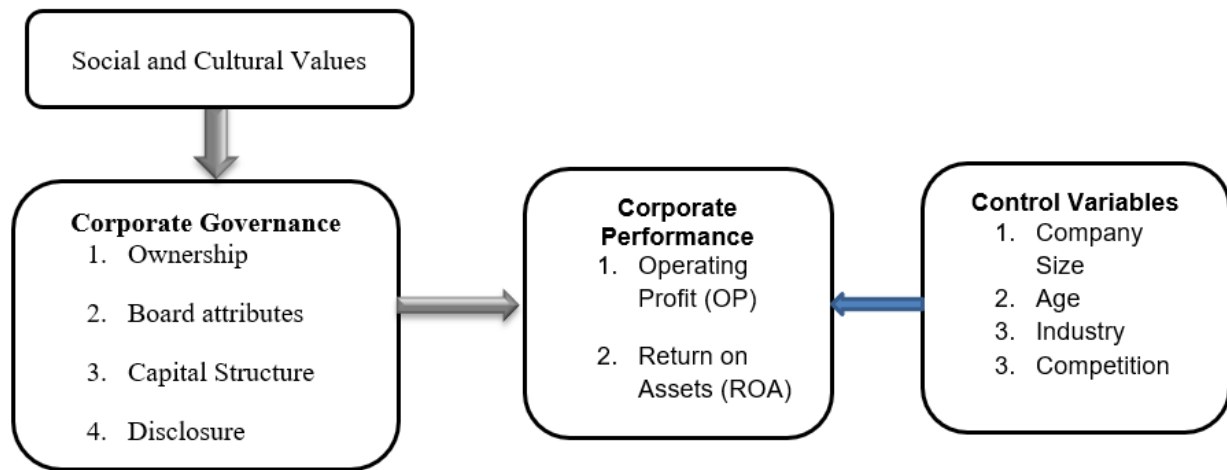 Social and Cultural Values
Corporate Governance
1. Ownership
2. Board attributes
3. Capital Structure
4. Disclosure
Corporate
Performance
1. Operating
Profit (OP)
2. Return on
Assets (ROA)
Control Variables
1. Company
Size
2. Age
3. Industry
3. Competition